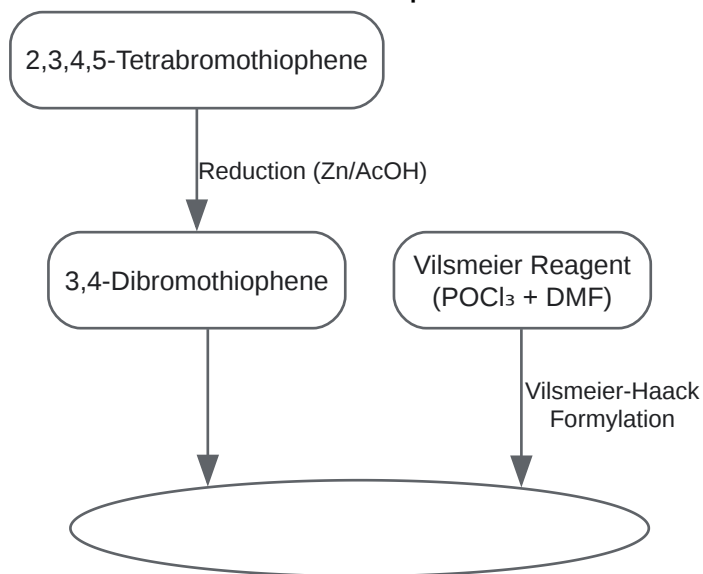 2,3,4,5-Tetrabromothiophene
Reduction (Zn/AcOH)
3,4-Dibromothiophene
Vilsmeier Reagent
(POCl₃ + DMF)
Vilsmeier-Haack
Formylation